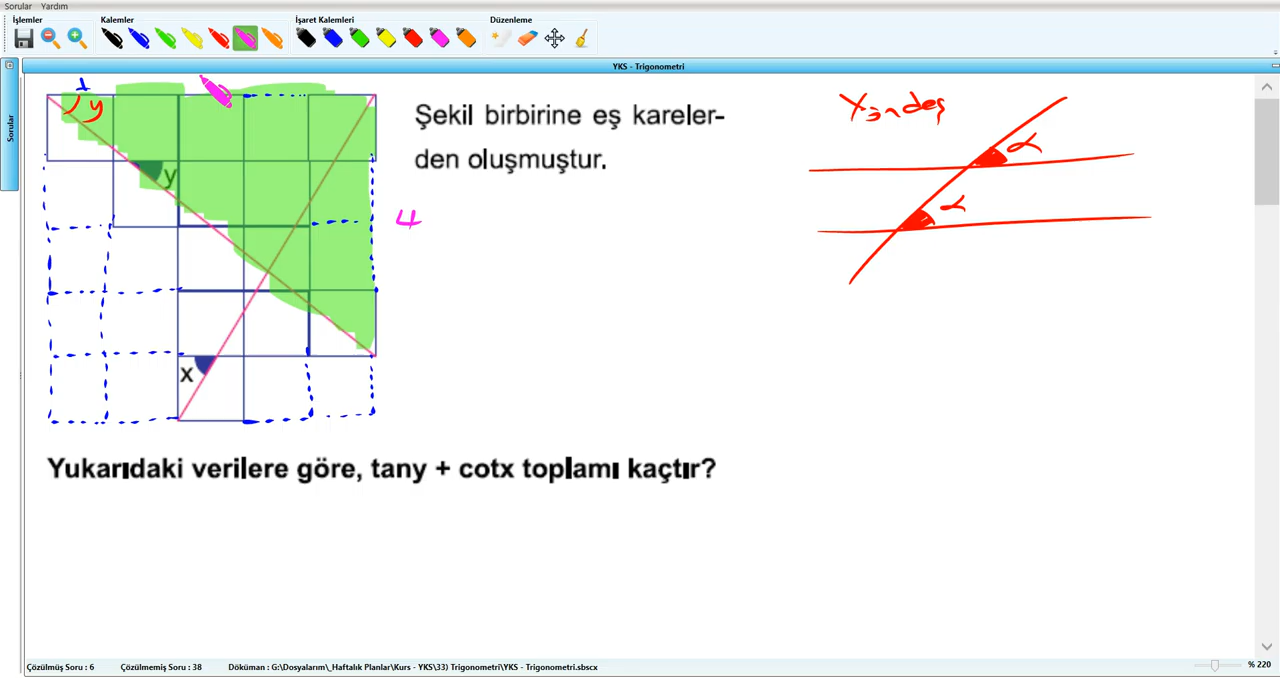 Sorular Yardım
İşlemler Kalemler İşaret Kalemleri Düzenleme
YKS - Trigonometri
Sorular
y
y
x
4
Şekil birbirine eş kareler-
den oluşmuştur.
Yöndeş
α
α
Yukarıdaki verilere göre, tany + cotx toplamı kaçtır?
Çözülmüş Soru : 6 Çözülmemiş Soru : 38 Döküman : G:\Dosyalarım\_Haftalık Planlar\Kurs - YKS\33) Trigonometri\YKS - Trigonometri.sbscx % 220